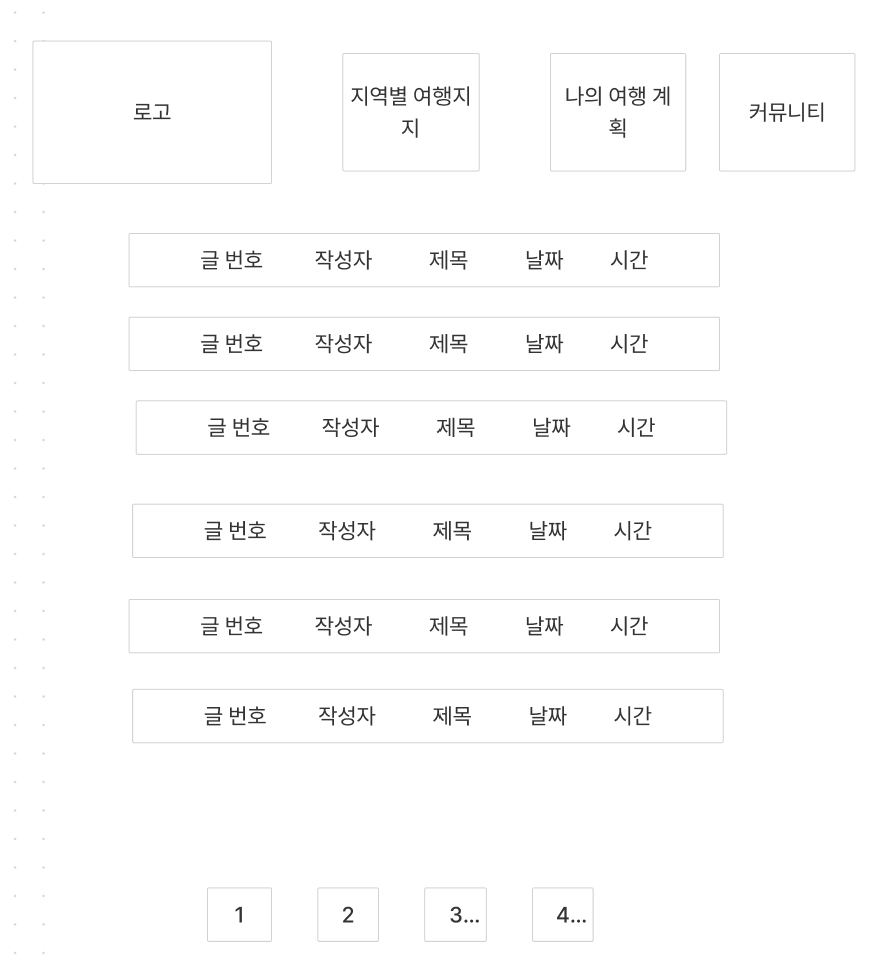 로고
지역별 여행지
지
나의 여행 계
획
커뮤니티
글 번호 작성자 제목 날짜 시간
글 번호 작성자 제목 날짜 시간
글 번호 작성자 제목 날짜 시간
글 번호 작성자 제목 날짜 시간
글 번호 작성자 제목 날짜 시간
글 번호 작성자 제목 날짜 시간
1 2 3... 4...